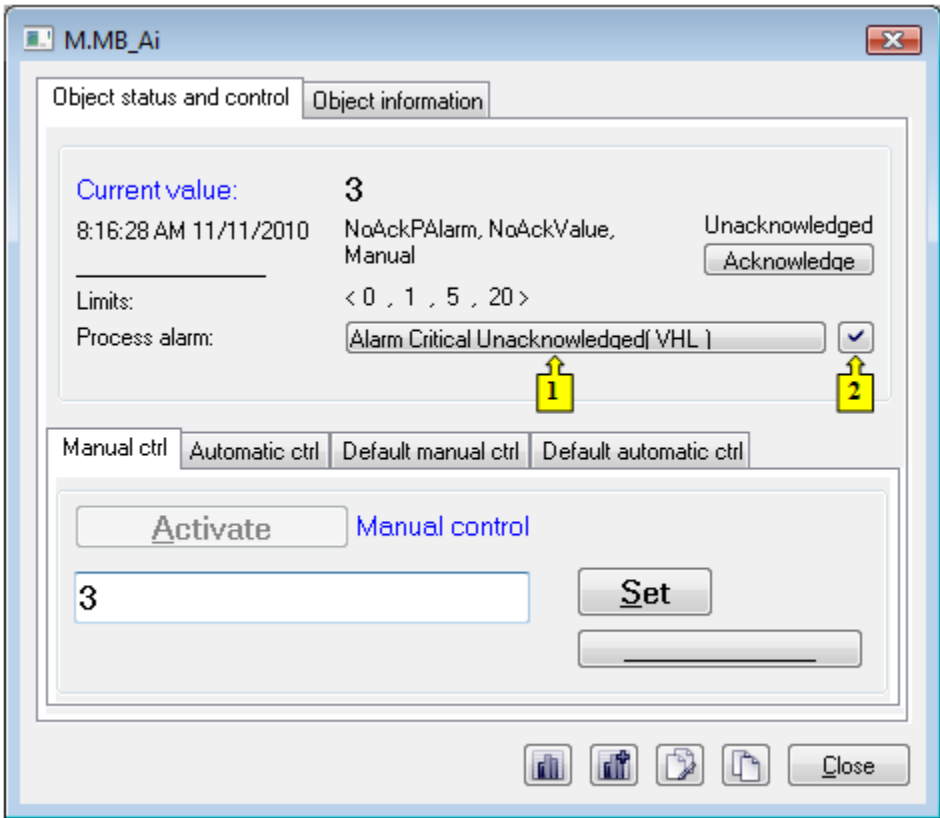 M.MB_Ai
Object status and control Object information
Current value: 3
8:16:28 AM 11/11/2010 NoAckPAlarm, NoAckValue, Manual
Unacknowledged
Acknowledge
Limits: < 0 , 1 , 5 , 20 >
Process alarm: Alarm Critical Unacknowledged( VHL )
1 2
Manual ctrl Automatic ctrl Default manual ctrl Default automatic ctrl
Activate Manual control
3 Set
Close